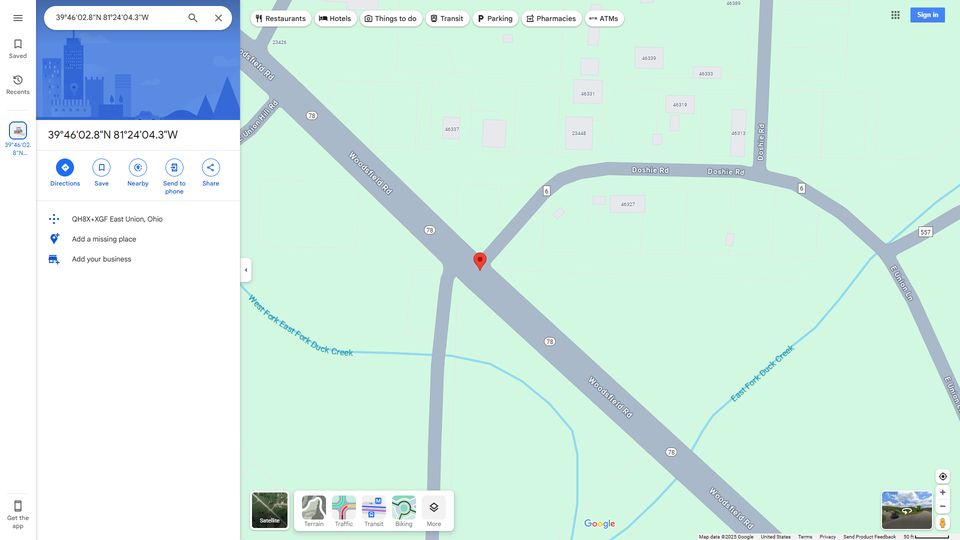 39°46'02.8"N 81°24'04.3"W
Restaurants
Hotels
Things to do
Transit
Parking
Pharmacies
ATMs
Sign in
Saved
Recents
39°46'02.
8"N...
39°46'02.8"N 81°24'04.3"W
Directions
Save
Nearby
Send to
phone
Share
QH8X+XGF East Union, Ohio
Add a missing place
Add your business
Get the
app
46389
23426
Woodsfield Rd
E Union Hill Rd
78
46339
46333
46331
46319
46337
23448
46313
Doshie Rd
Woodsfield Rd
Doshie Rd
Doshie Rd
6
6
46327
78
557
E Union Ln
West Fork East Fork Duck Creek
78
East Fork Duck Creek
Woodsfield Rd
78
Woodsfield Rd
Satellite
Terrain
Traffic
Transit
Biking
More
M
Google
Map data ©2025 Google
United States
Terms
Privacy
Send Product Feedback
50 ft